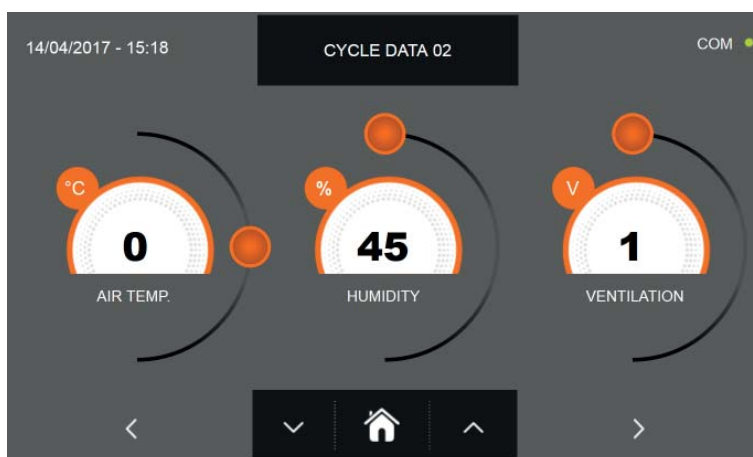 14/04/2017 - 15:18
CYCLE DATA 02
COM
°C
0
AIR TEMP.
%
45
HUMIDITY
V
1
VENTILATION